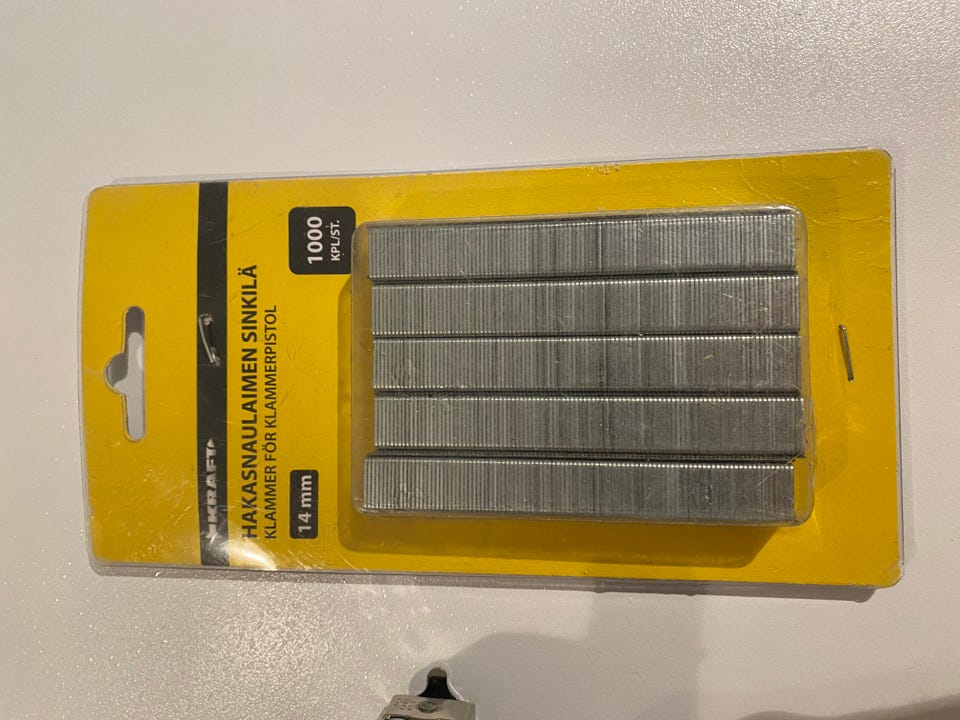 KRAFT
HAKASNAULAIMEN SINKILÄ
KLAMMER FÖR KLAMMERPISTOL
14 mm
1000
KPL/ST.